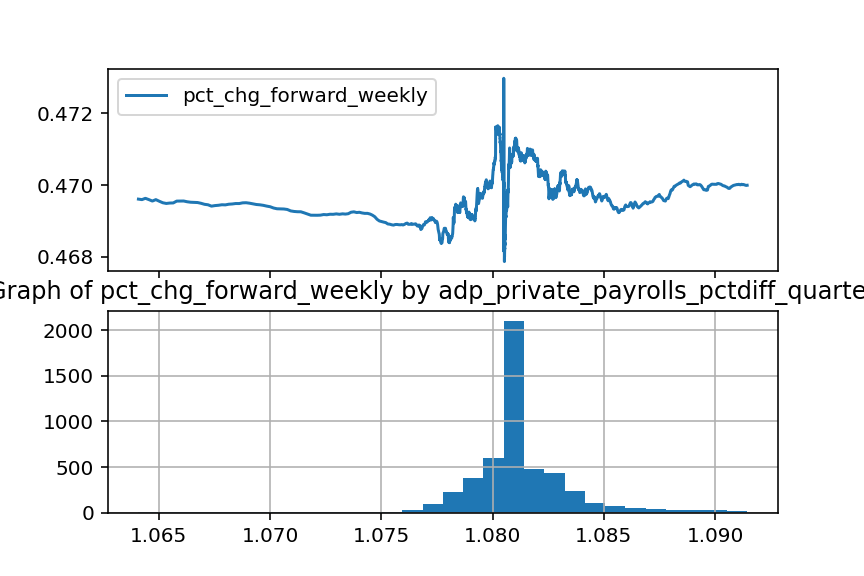 pct_chg_forward_weekly
0.472
0.470
0.468
Graph of pct_chg_forward_weekly by adp_private_payrolls_pctdiff_quarte
2000
1500
1000
500
0
1.065 1.070 1.075 1.080 1.085 1.090